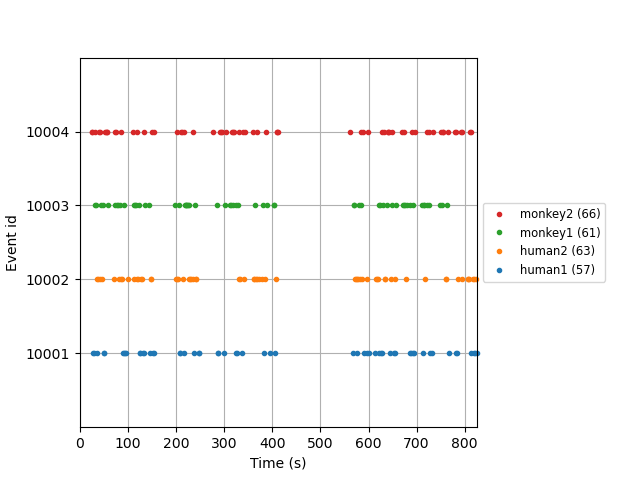 10004
10003
10002
10001
Event id
0 100 200 300 400 500 600 700 800
Time (s)
monkey2 (66)
monkey1 (61)
human2 (63)
human1 (57)